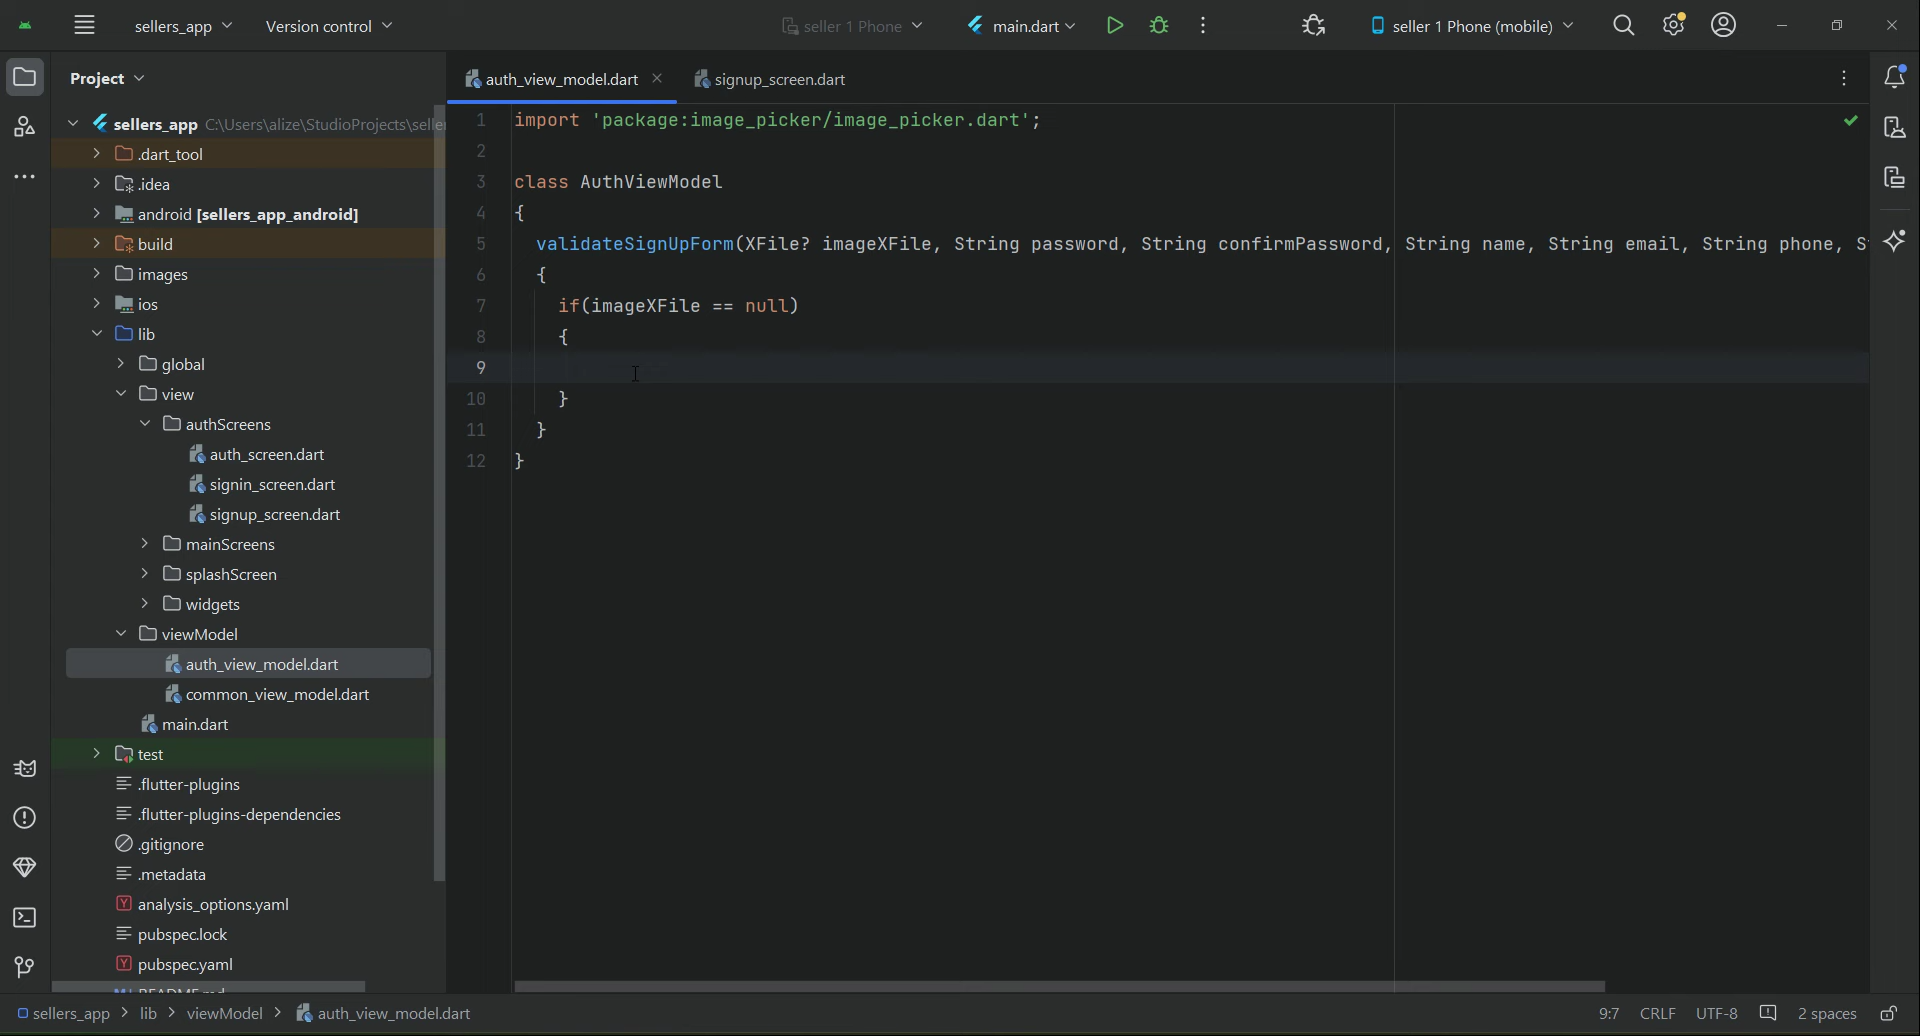 sellers_app
Version control
seller 1 Phone
main.dart
seller 1 Phone (mobile)
Project
auth_view_model.dart
signup_screen.dart
sellers_app C:\Users\alize\StudioProjects\selle
.dart_tool
.idea
android [sellers_app_android]
build
images
ios
lib
global
view
authScreens
auth_screen.dart
signin_screen.dart
signup_screen.dart
mainScreens
splashScreen
widgets
viewModel
auth_view_model.dart
common_view_model.dart
main.dart
test
.flutter-plugins
.flutter-plugins-dependencies
.gitignore
.metadata
analysis_options.yaml
pubspec.lock
pubspec.yaml
1 import 'package:image_picker/image_picker.dart';
2
3 class AuthViewModel
4 {
5 validateSignUpForm(XFile? imageXFile, String password, String confirmPassword, String name, String email, String phone, S
6 {
7 if(imageXFile == null)
8 {
9
10 }
11 }
12 }
sellers_app > lib > viewModel > auth_view_model.dart
9:7 CRLF UTF-8 2 spaces